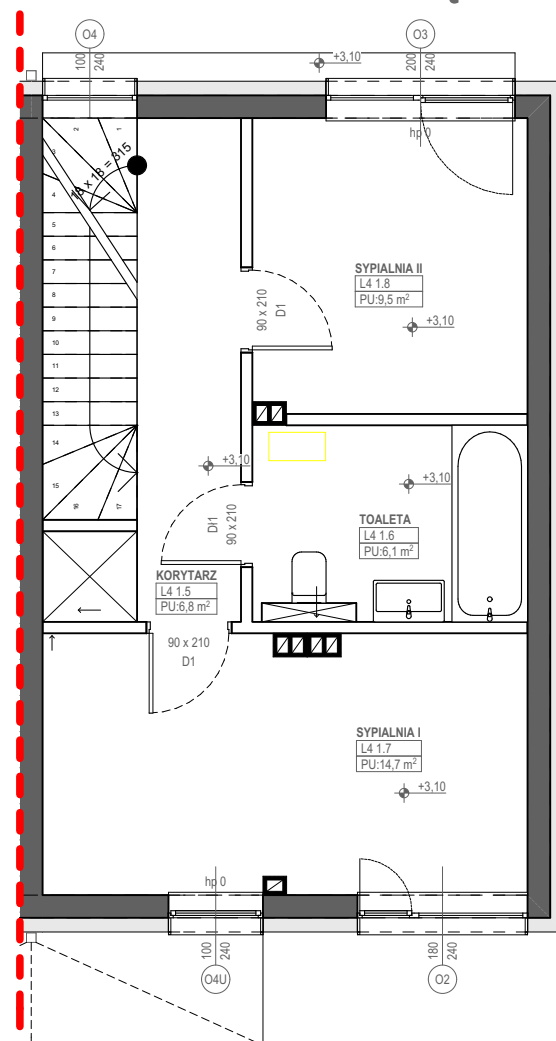 O4
O3
100
240
+3,10
200
240
hp 0
2
1
3
18 x 18 = 315
4
5
6
7
8
9
10
11
12
13
14
15
16
17
SYPIALNIA II
L4 1.8
PU:9,5 m²
90 x 210
D1
+3,10
+3,10
+3,10
DI1
90 x 210
TOALETA
L4 1.6
PU:6,1 m²
KORYTARZ
L4 1.5
PU:6,8 m²
90 x 210
D1
SYPIALNIA I
L4 1.7
PU:14,7 m²
+3,10
hp 0
100
240
180
240
O4U
O2